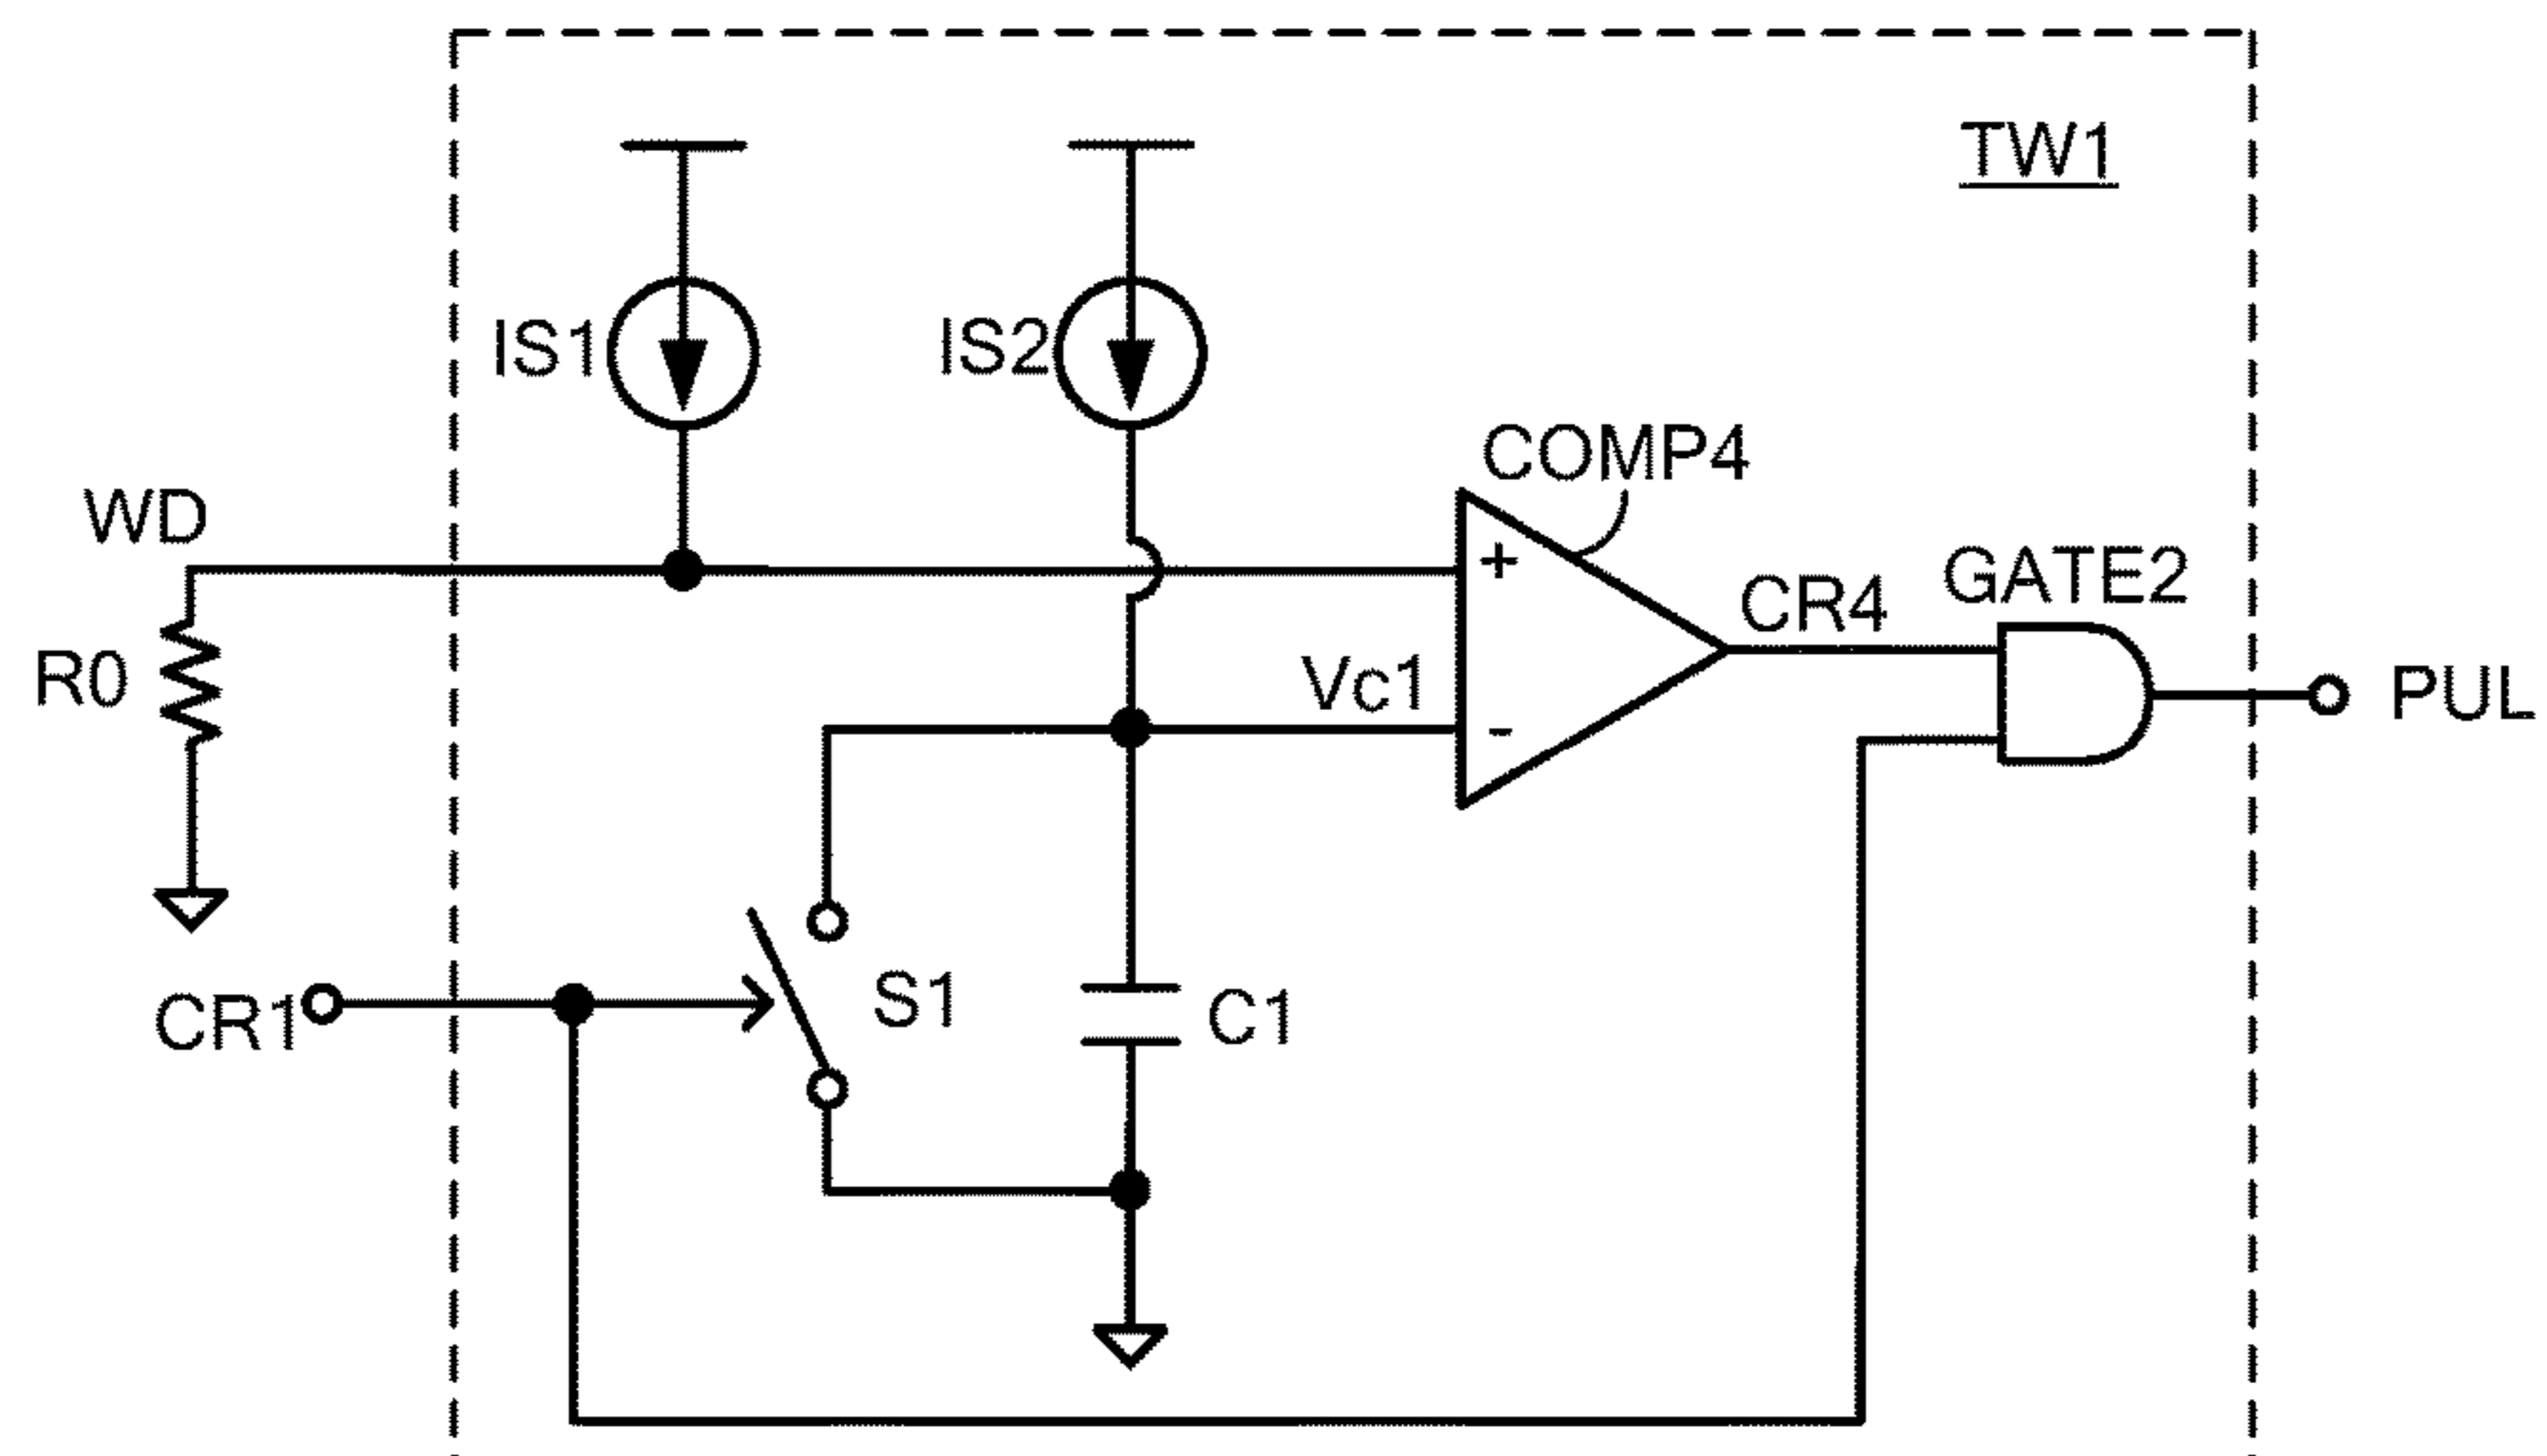 TW1
IS1
IS2
COMP4
WD
+
CR4
GATE2
R0
Vc1
-
PUL
CR1
S1
C1